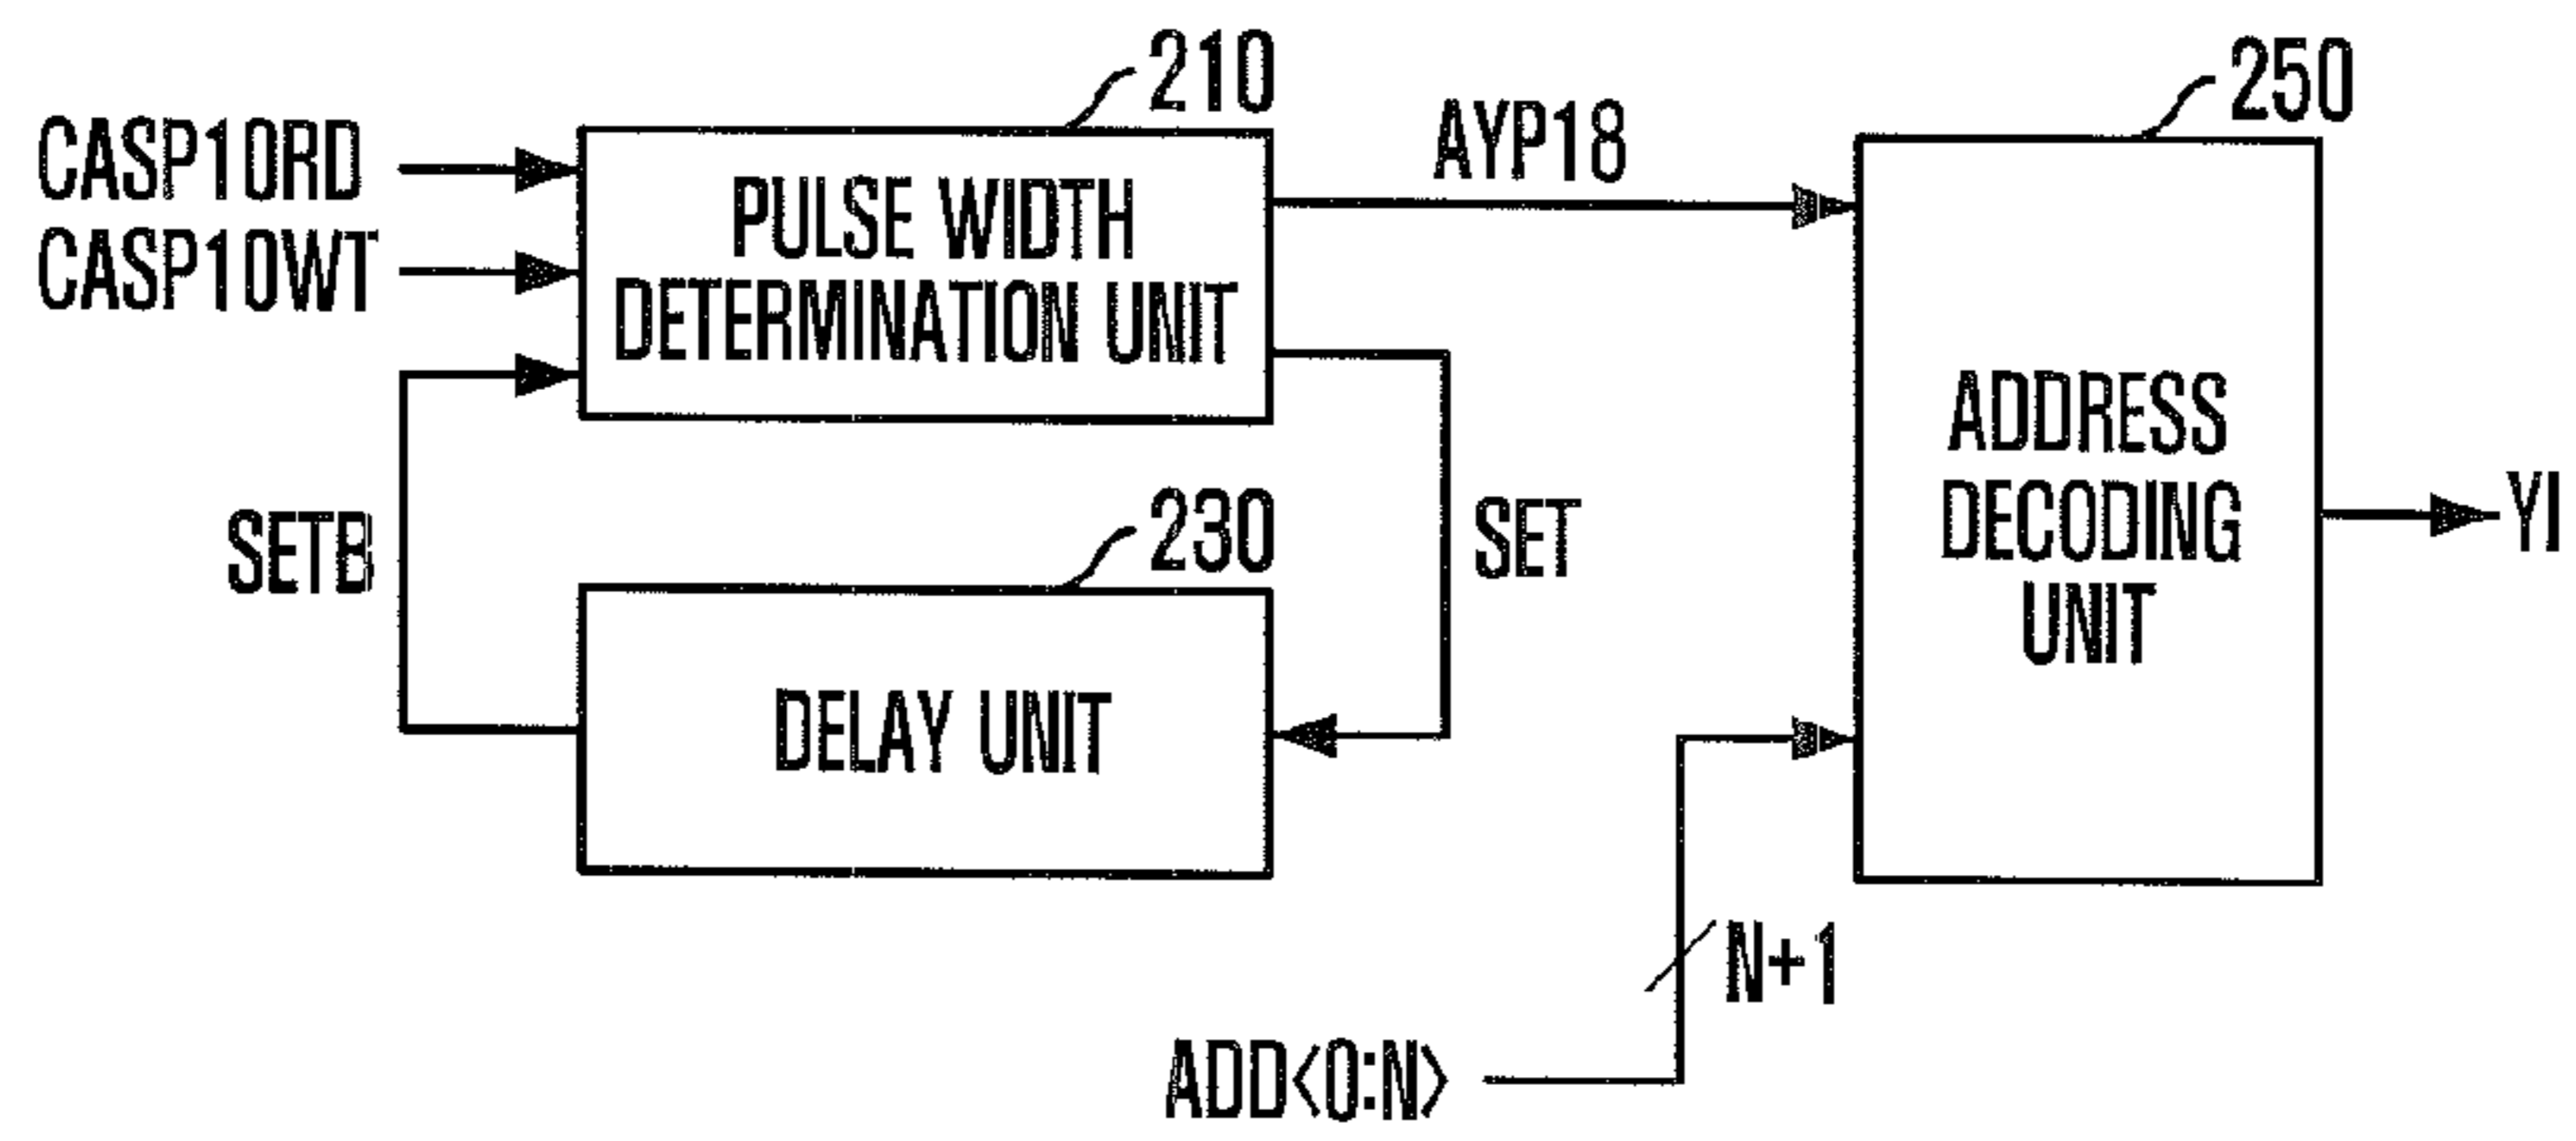 210
250
CASP10RD
CASP10WT
PULSE WIDTH
DETERMINATION UNIT
AYP18
SETB
SET
230
DELAY UNIT
ADDRESS
DECODING
UNIT
YI
N+1
ADD<0:N>